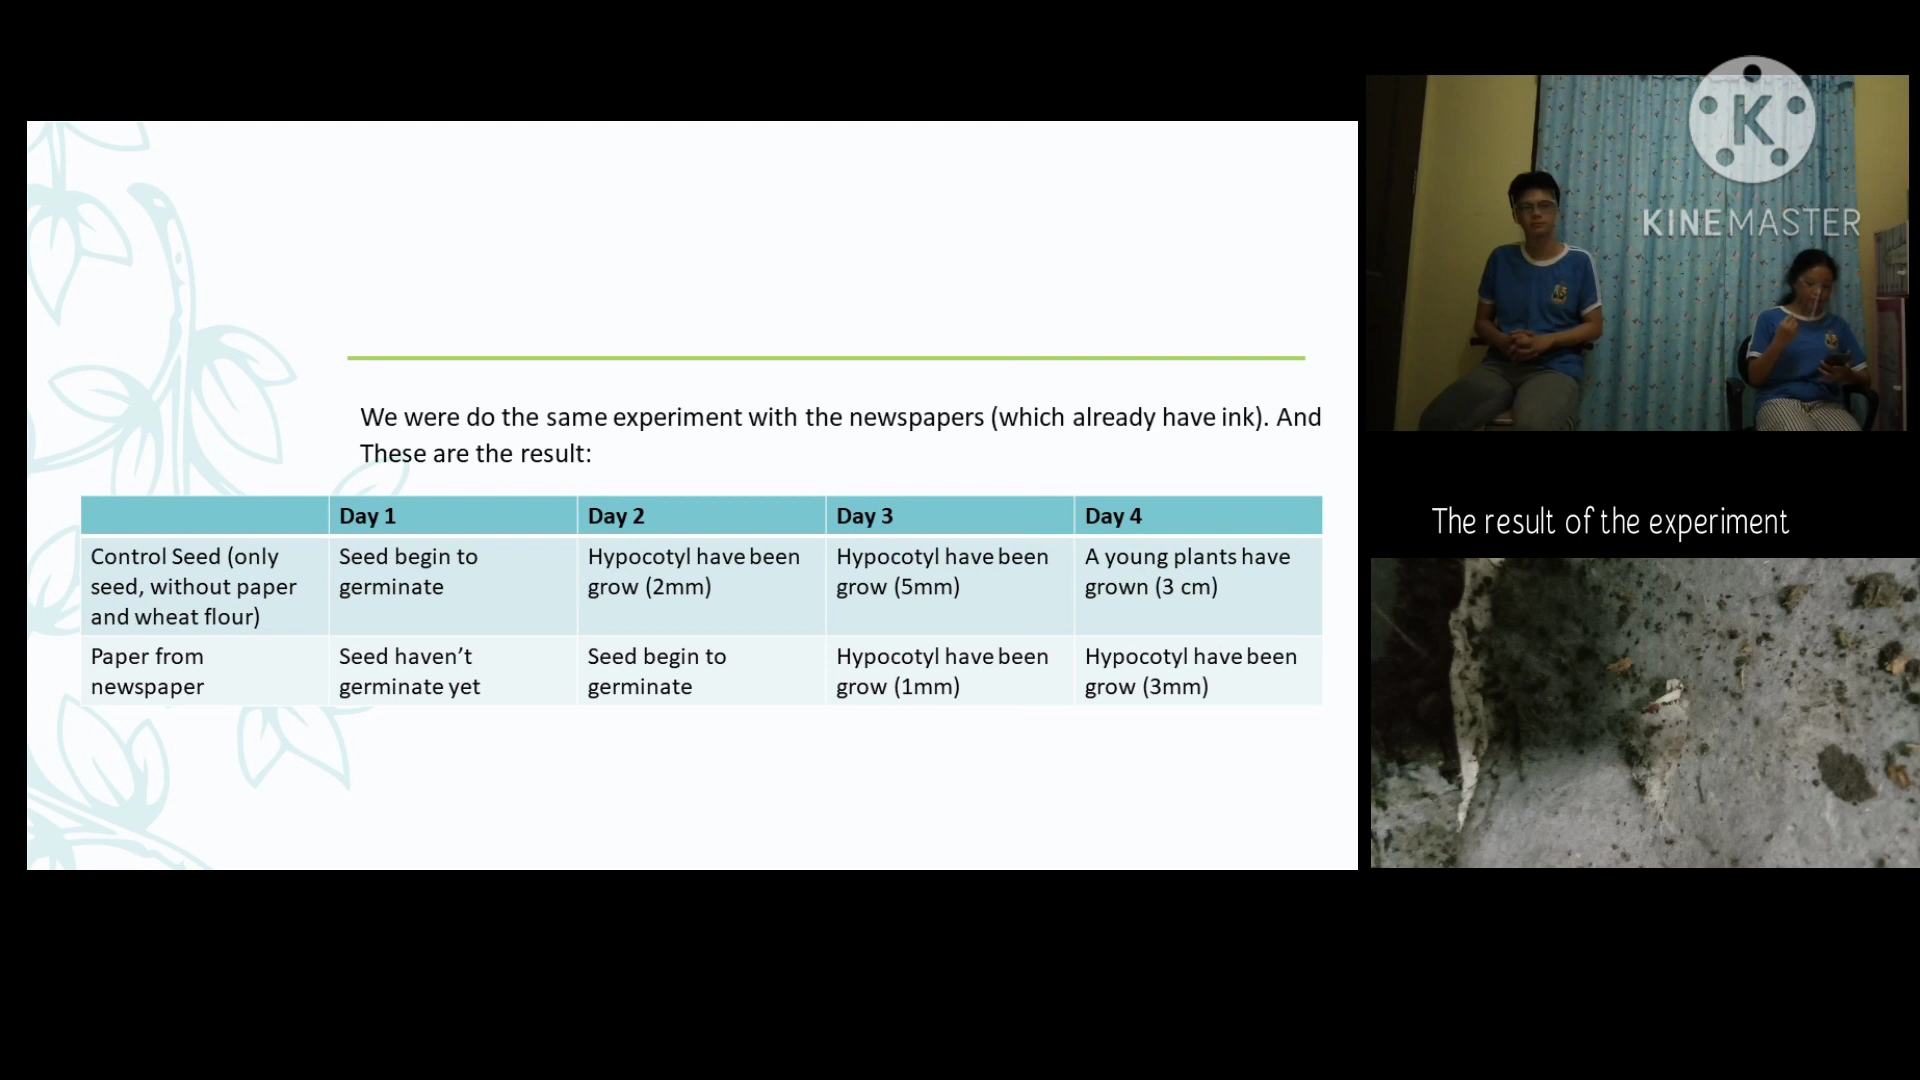 We were do the same experiment with the newspapers (which already have ink). And
These are the result:
Day 1
Day 2
Day 3
Day 4
Control Seed (only
seed, without paper
and wheat flour)
Seed begin to
germinate
Hypocotyl have been
grow (2mm)
Hypocotyl have been
grow (5mm)
A young plants have
grown (3 cm)
Paper from
newspaper
Seed haven’t
germinate yet
Seed begin to
germinate
Hypocotyl have been
grow (1mm)
Hypocotyl have been
grow (3mm)
K
KINEMASTER
The result of the experiment